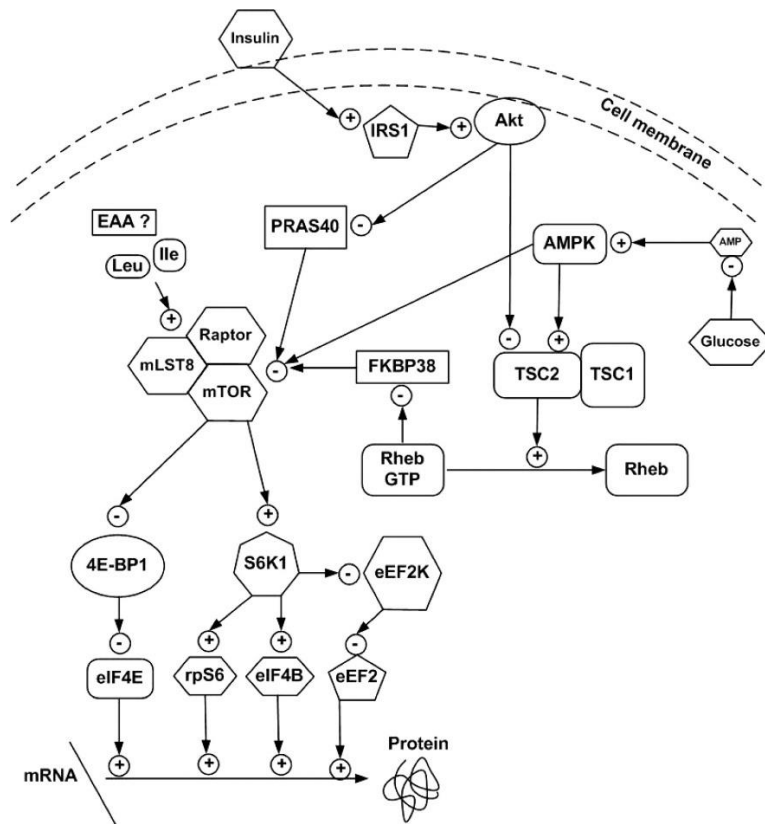 Insulin
+
IRS1
+
Akt
Cell membrane
EAA ?
Leu
Ile
+
PRAS40
-
AMPK
+
AMP
-
Glucose
Raptor
mLST8
mTOR
-
FKBP38
-
-
+
TSC2
TSC1
+
Rheb
GTP
Rheb
-
+
4E-BP1
S6K1
-
eEF2K
-
+
+
-
eIF4E
rpS6
eIF4B
eEF2
Protein
mRNA
+
+
+
+